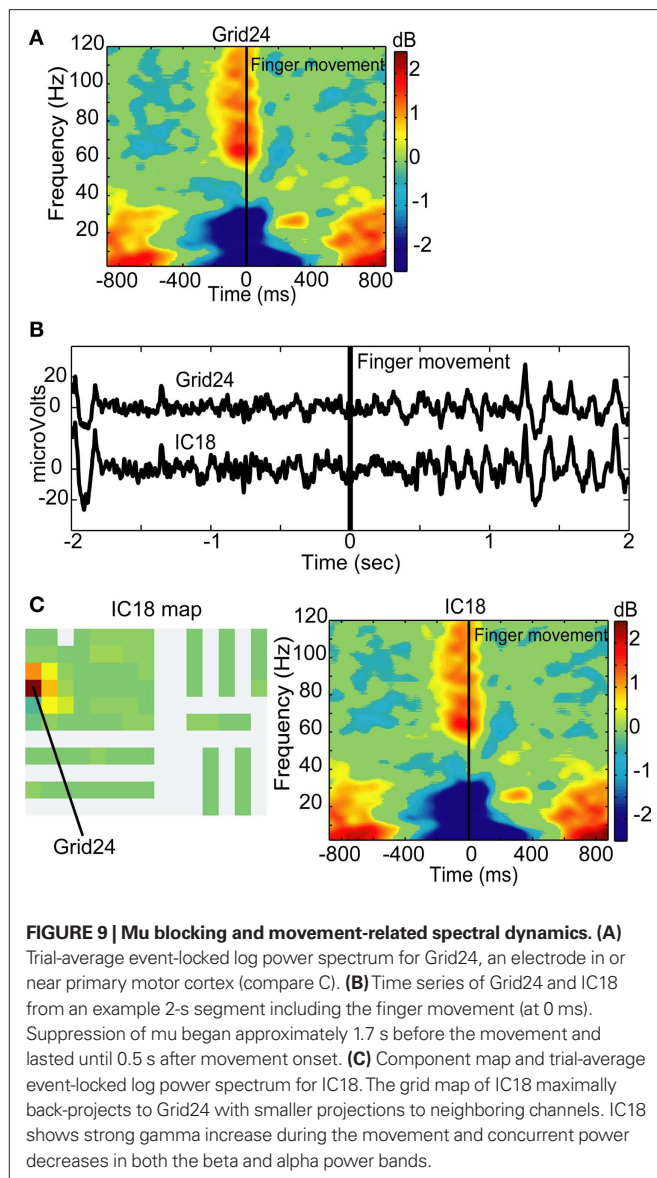 A
Grid24
dB
Finger movement
Frequency (Hz)
120
100
80
60
40
20
2
1
0
-1
-2
-800 -400 0 400 800
Time (ms)
B
Finger movement
Grid24
IC18
microVolts
20
0
0
-20
-2 -1 0 1 2
Time (sec)
C
IC18 map
Grid24
IC18
dB
Finger movement
Frequency (Hz)
120
100
80
60
40
20
2
1
0
-1
-2
-800 -400 0 400 800
Time (ms)
FIGURE 9 | Mu blocking and movement-related spectral dynamics. (A)
Trial-average event-locked log power spectrum for Grid24, an electrode in or
near primary motor cortex (compare C). (B) Time series of Grid24 and IC18
from an example 2-s segment including the finger movement (at 0 ms).
Suppression of mu began approximately 1.7 s before the movement and
lasted until 0.5 s after movement onset. (C) Component map and trial-average
event-locked log power spectrum for IC18. The grid map of IC18 maximally
back-projects to Grid24 with smaller projections to neighboring channels. IC18
shows strong gamma increase during the movement and concurrent power
decreases in both the beta and alpha power bands.